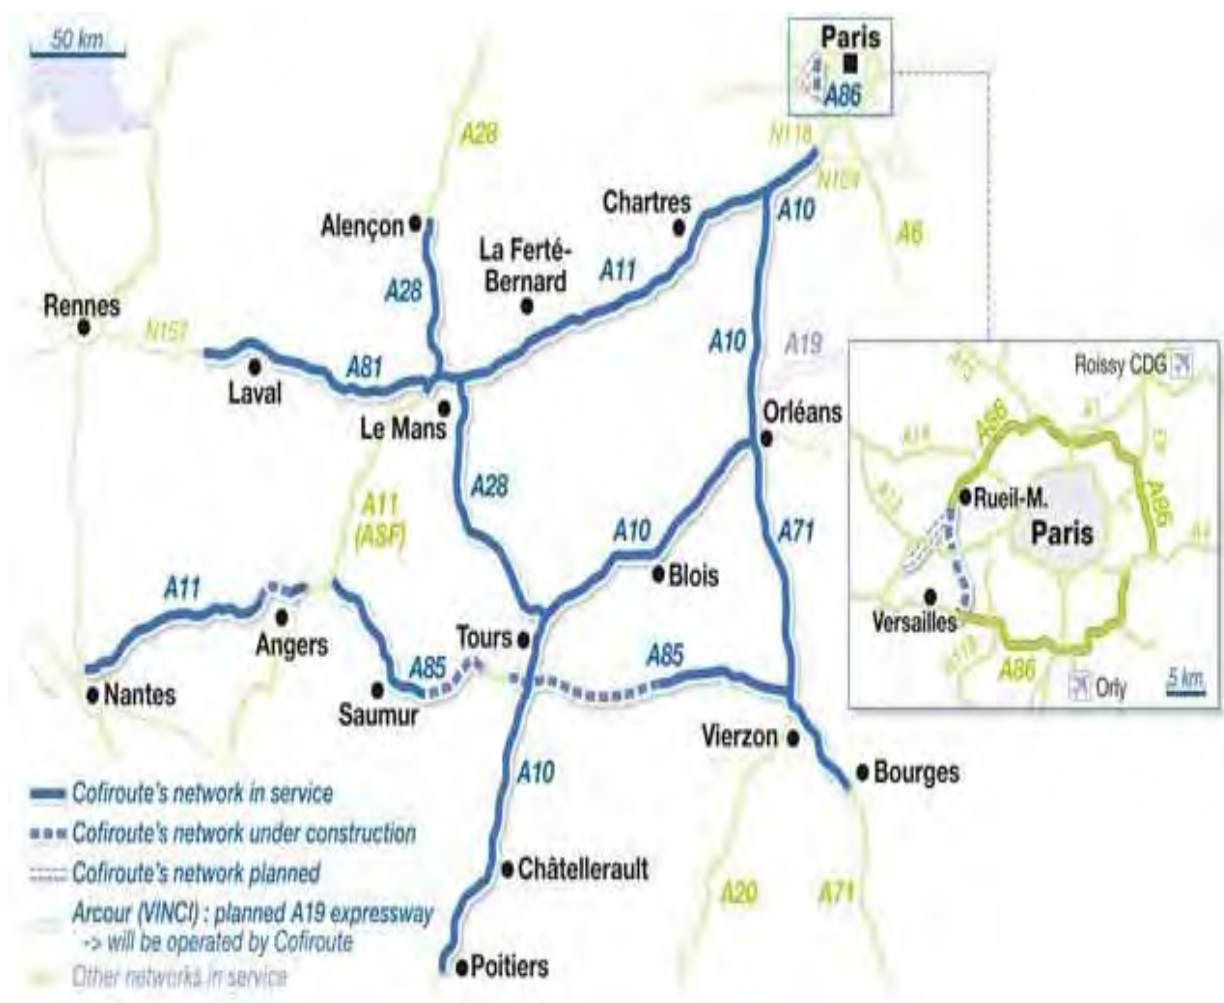 50 km
Paris
A86
A28
N118
N104
Chartres
A10
A6
Alençon
La Ferté-
Bernard
A11
A28
Rennes
N157
A10
A19
A81
Laval
Le Mans
Orléans
A28
A11
(ASF)
A10
A71
Blois
A11
Angers
Tours
A85
A85
Nantes
Saumur
Vierzon
Bourges
A10
Châtellerault
A20
A71
Poitiers
Roissy CDG
A86
A1
A86
Rueil-M.
Paris
Versailles
A86
Orly
5 km
Cofiroute's network in service
Cofiroute's network under construction
Cofiroute's network planned
Arcour (VINCI) : planned A19 expressway
-> will be operated by Cofiroute
Other networks in service